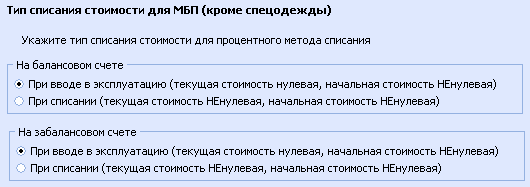 Тип списания стоимости для МБП (кроме спецодежды)
Укажите тип списания стоимости для процентного метода списания
На балансовом счете
При вводе в эксплуатацию (текущая стоимость нулевая, начальная стоимость НЕнулевая)
При списании (текущая стоимость НЕнулевая, начальная стоимость НЕнулевая)
На забалансовом счете
При вводе в эксплуатацию (текущая стоимость нулевая, начальная стоимость НЕнулевая)
При списании (текущая стоимость НЕнулевая, начальная стоимость НЕнулевая)